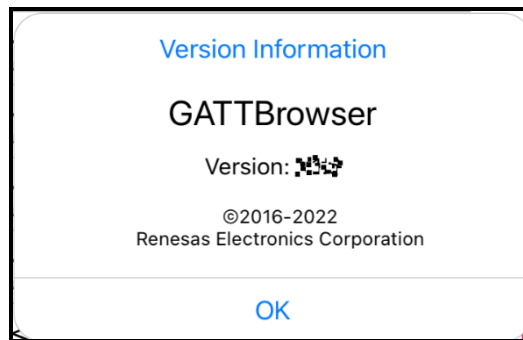 Version Information
GATTBrowser
Version:
©2016-2022
Renesas Electronics Corporation
OK